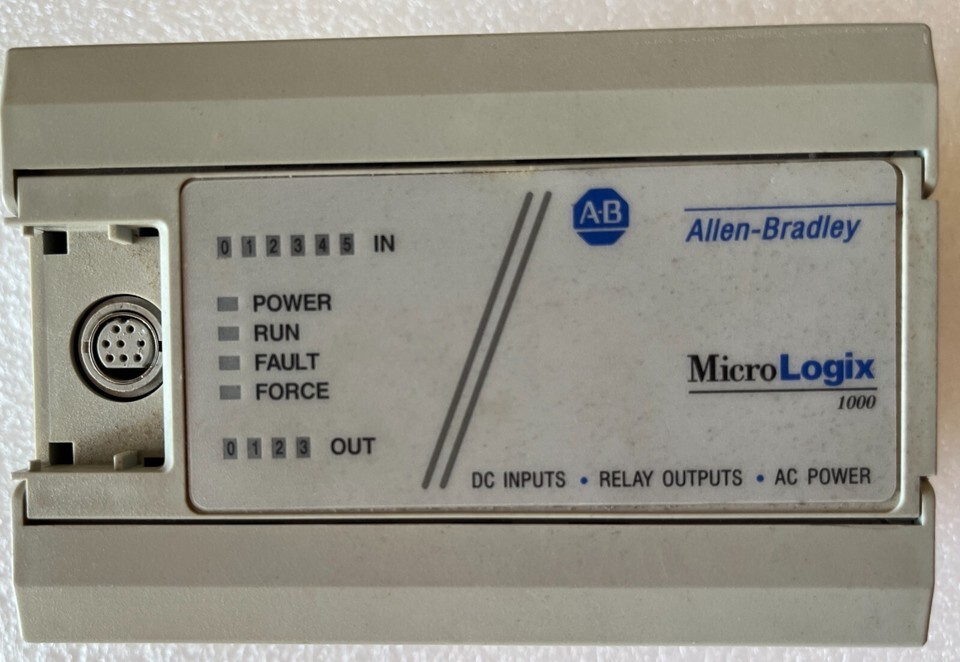 A-B
Allen-Bradley
0 1 2 3 4 5 IN
POWER
RUN
FAULT
FORCE
MicroLogix
1000
0 1 2 3 OUT
DC INPUTS • RELAY OUTPUTS • AC POWER